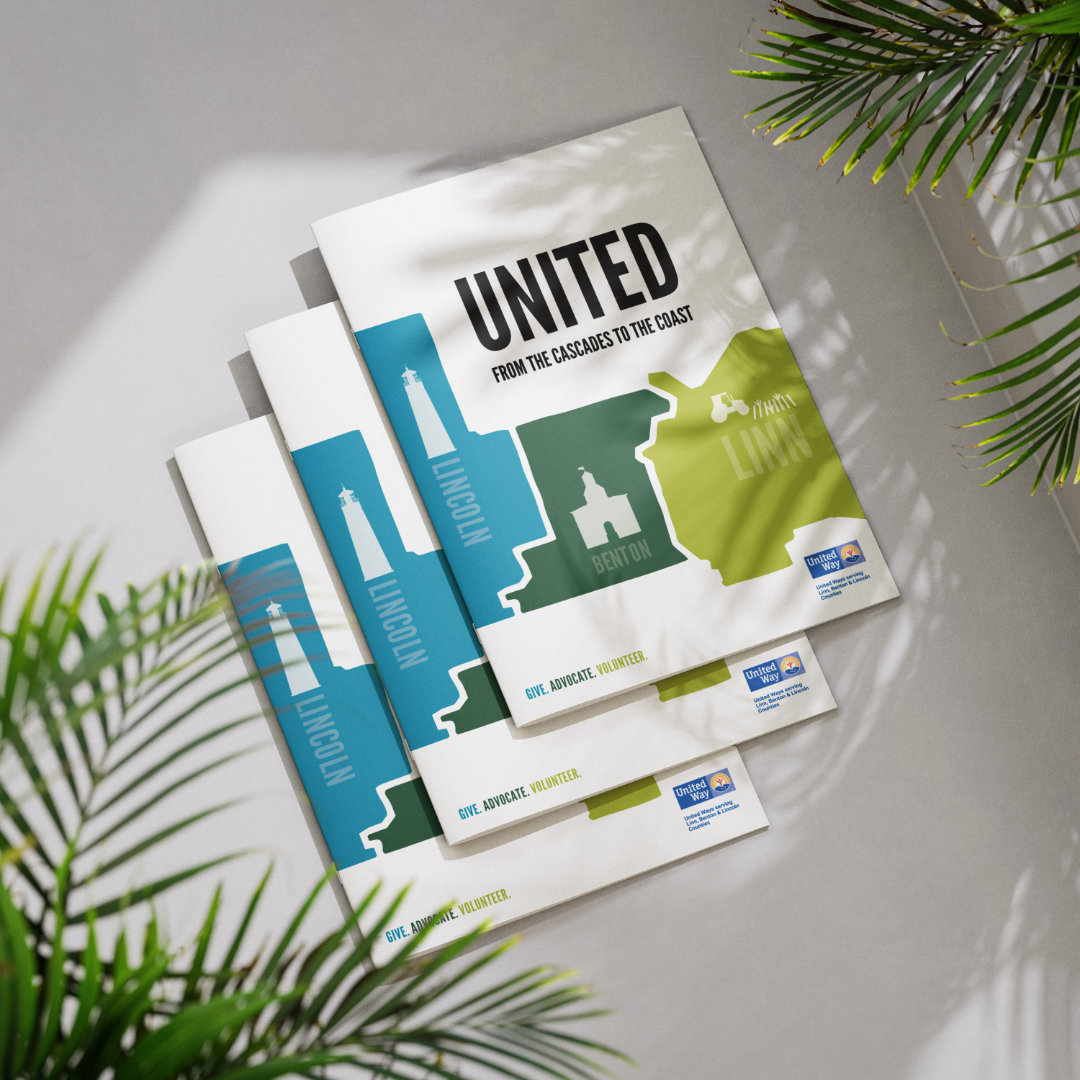 UNITED
FROM THE CASCADES TO THE COAST
LINCOLN
BENTON
LINN
United
Way
United Ways serving
Linn, Benton & Lincoln
Counties
GIVE. ADVOCATE. VOLUNTEER.
LINCOLN
United
Way
United Ways serving
Linn, Benton & Lincoln
Counties
GIVE. ADVOCATE. VOLUNTEER.
LINCOLN
United
Way
United Ways serving
Linn, Benton & Lincoln
Counties
GIVE. ADVOCATE. VOLUNTEER.